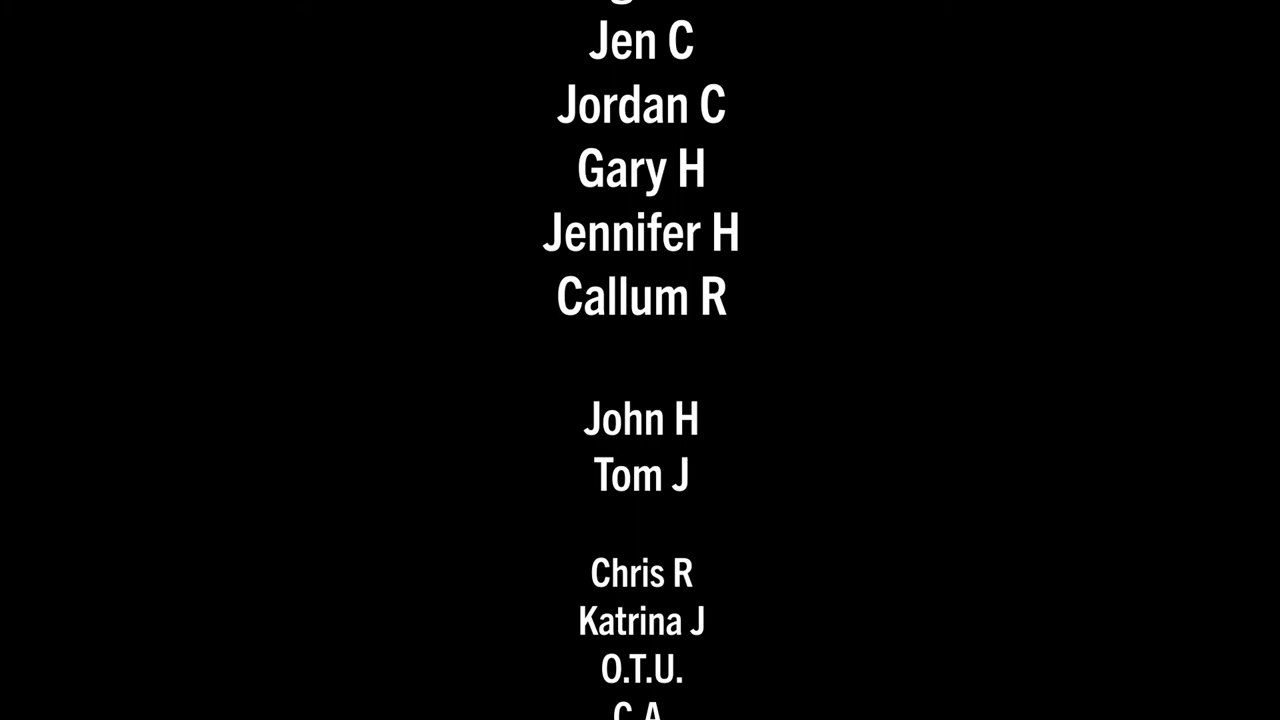 Jen C
Jordan C
Gary H
Jennifer H
Callum R
John H
Tom J
Chris R
Katrina J
O.T.U.
C.A.